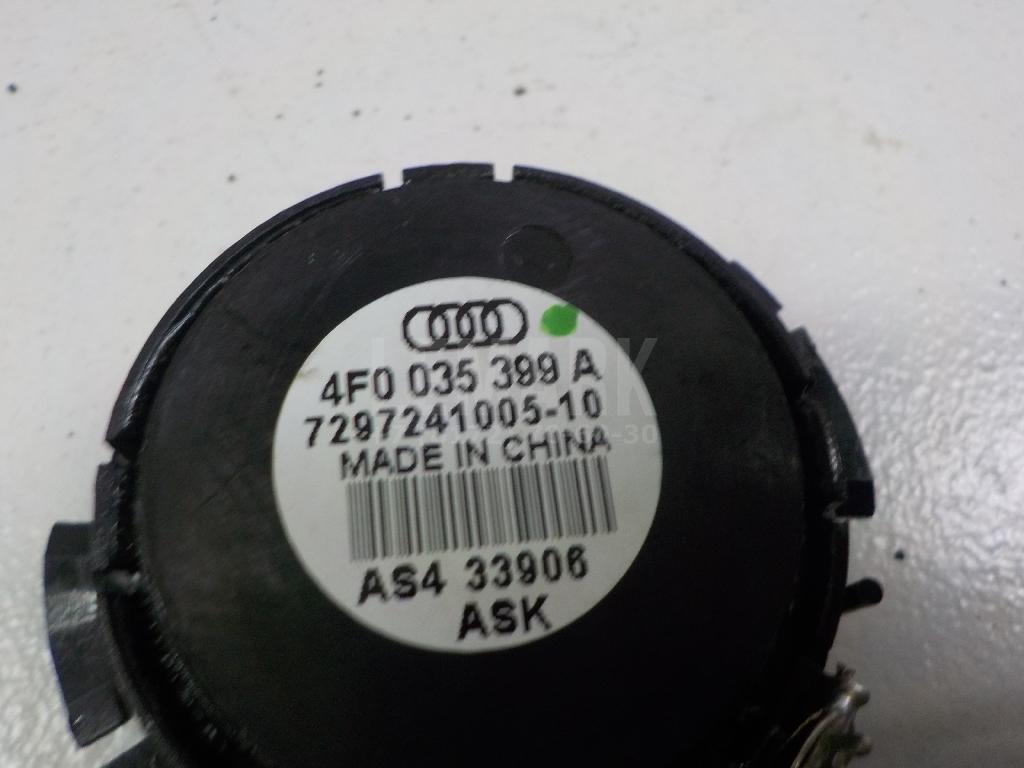 4F0 035 399 A
7297241005-10
MADE IN CHINA
AS4 33906
ASK